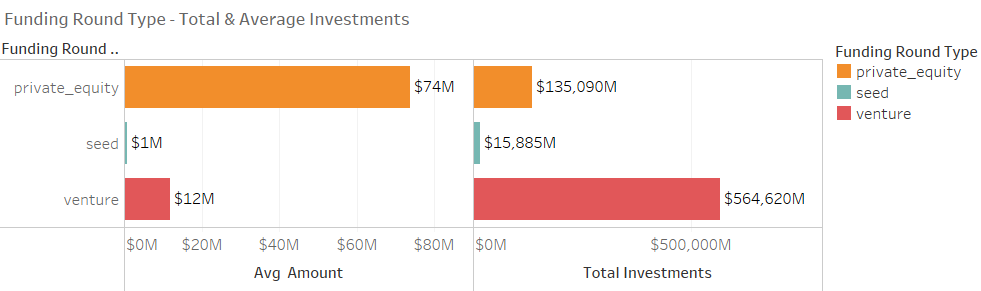 Funding Round Type - Total & Average Investments
Funding Round ..
private_equity $74M $135,090M
seed $1M $15,885M
venture $12M $564,620M
$0M $20M $40M $60M $80M $0M $500,000M
Avg Amount Total Investments
Funding Round Type
private_equity
seed
venture